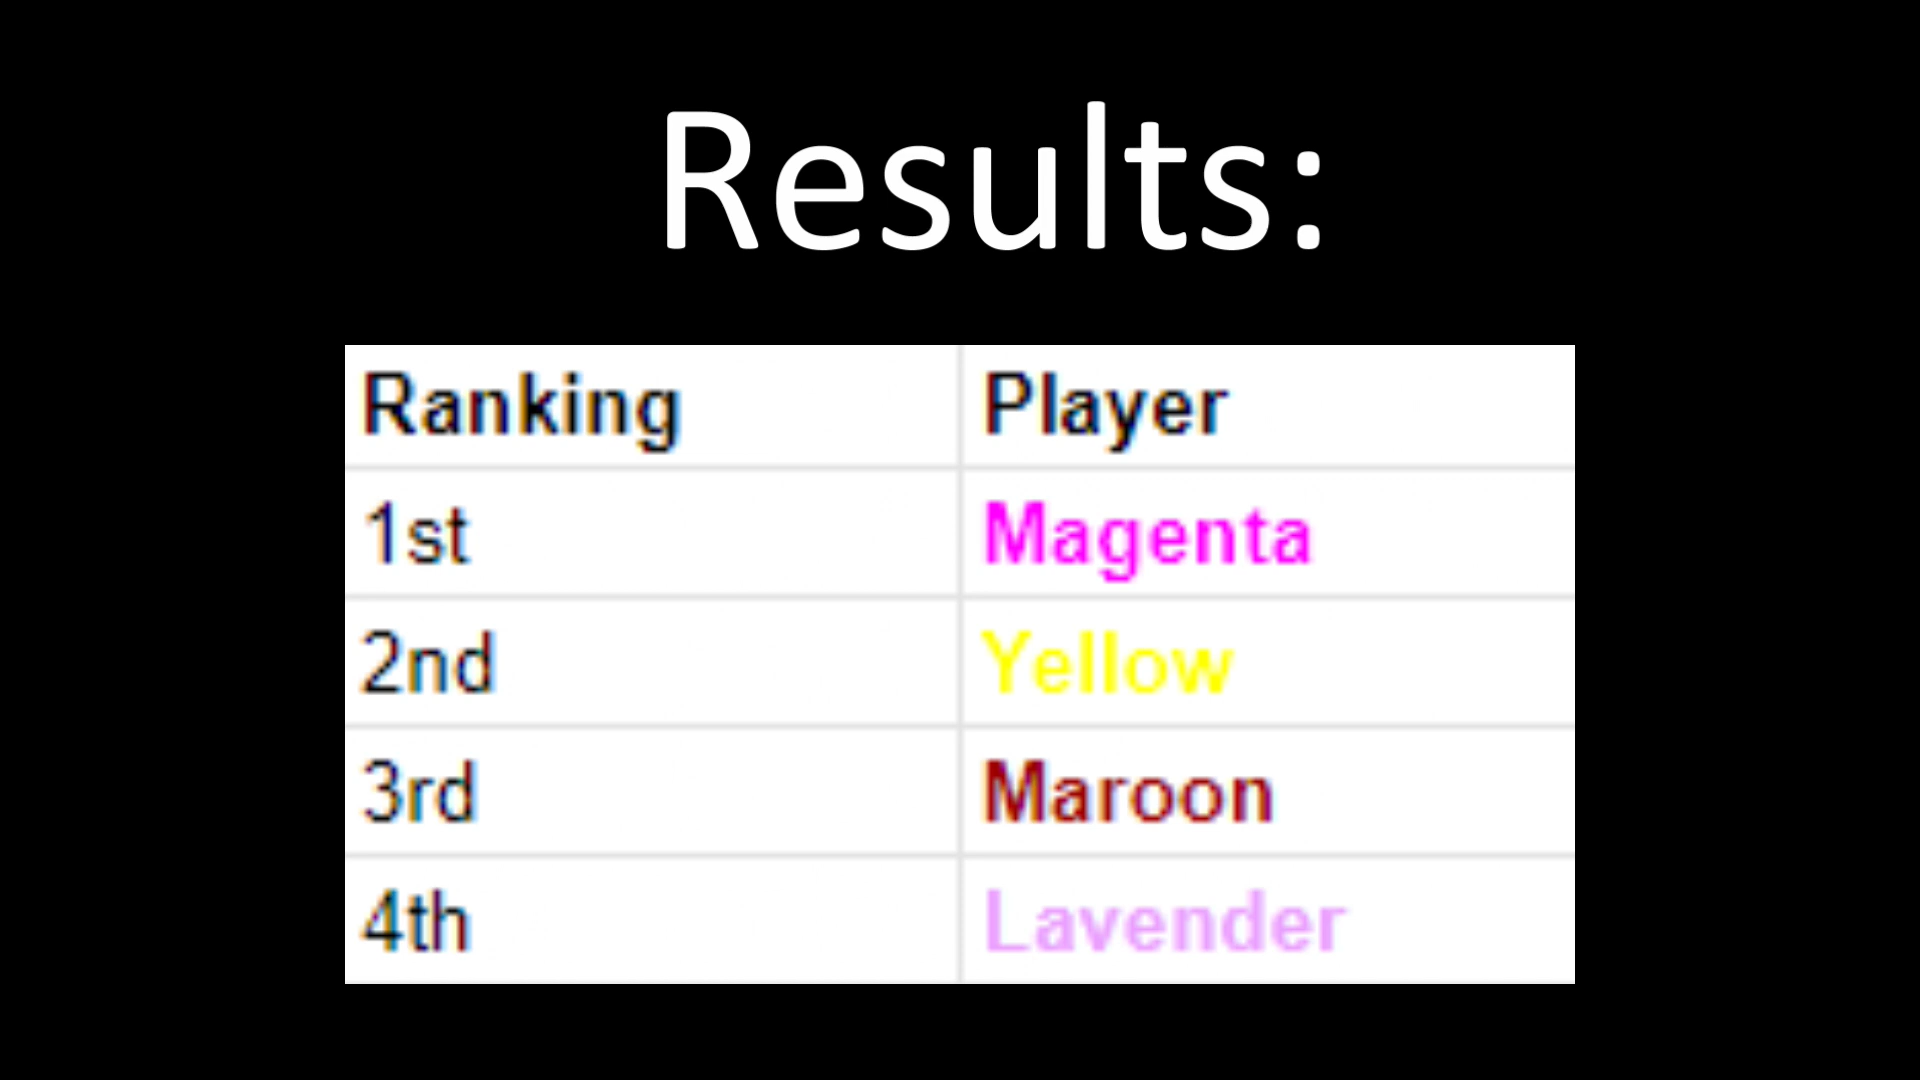 Results:
Ranking Player
1st Magenta
2nd Yellow
3rd Maroon
4th Lavender